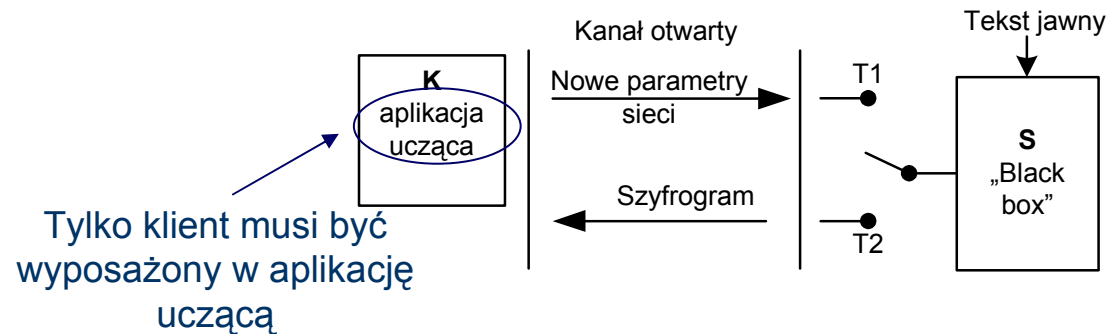 Kanał otwarty
Tekst jawny
K
aplikacja
ucząca
Nowe parametry
sieci
Szyfrogram
T1
T2
S
„Black
box”
Tylko klient musi być
wyposażony w aplikację
uczącą